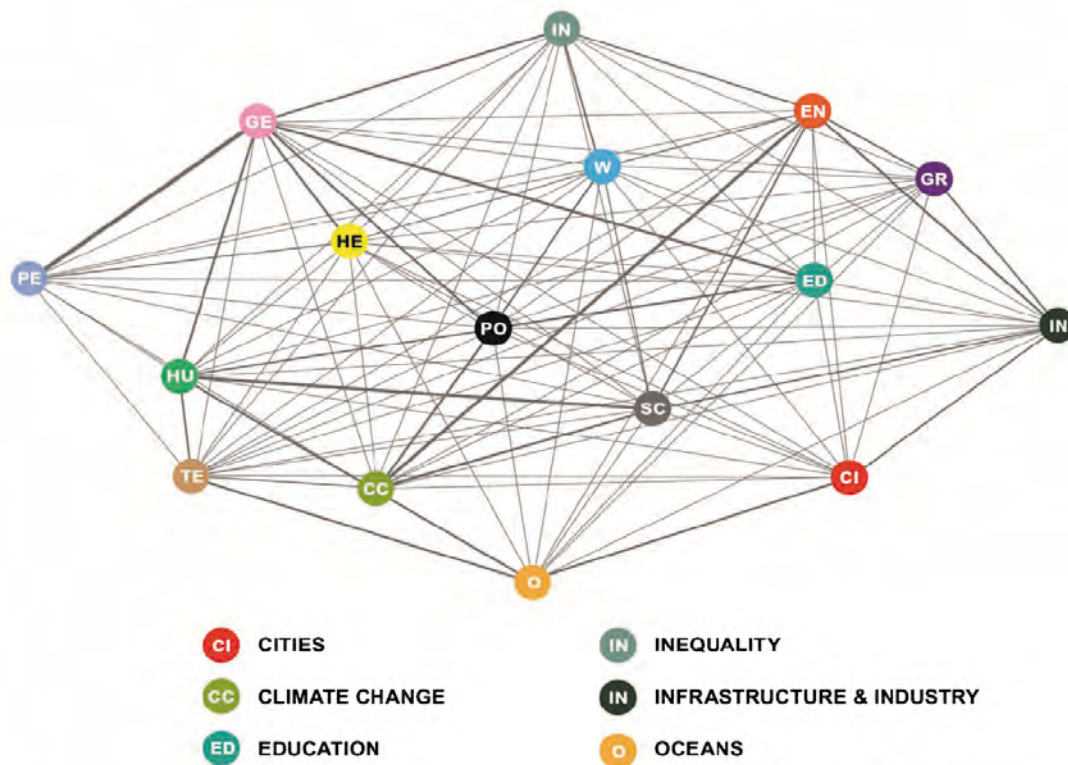 IN
GE
EN
W
GR
HE
PE
ED
PO
IN
HU
SC
TE
CC
CI
O
CI CITIES
IN INEQUALITY
CC CLIMATE CHANGE
IN INFRASTRUCTURE & INDUSTRY
ED EDUCATION
O OCEANS